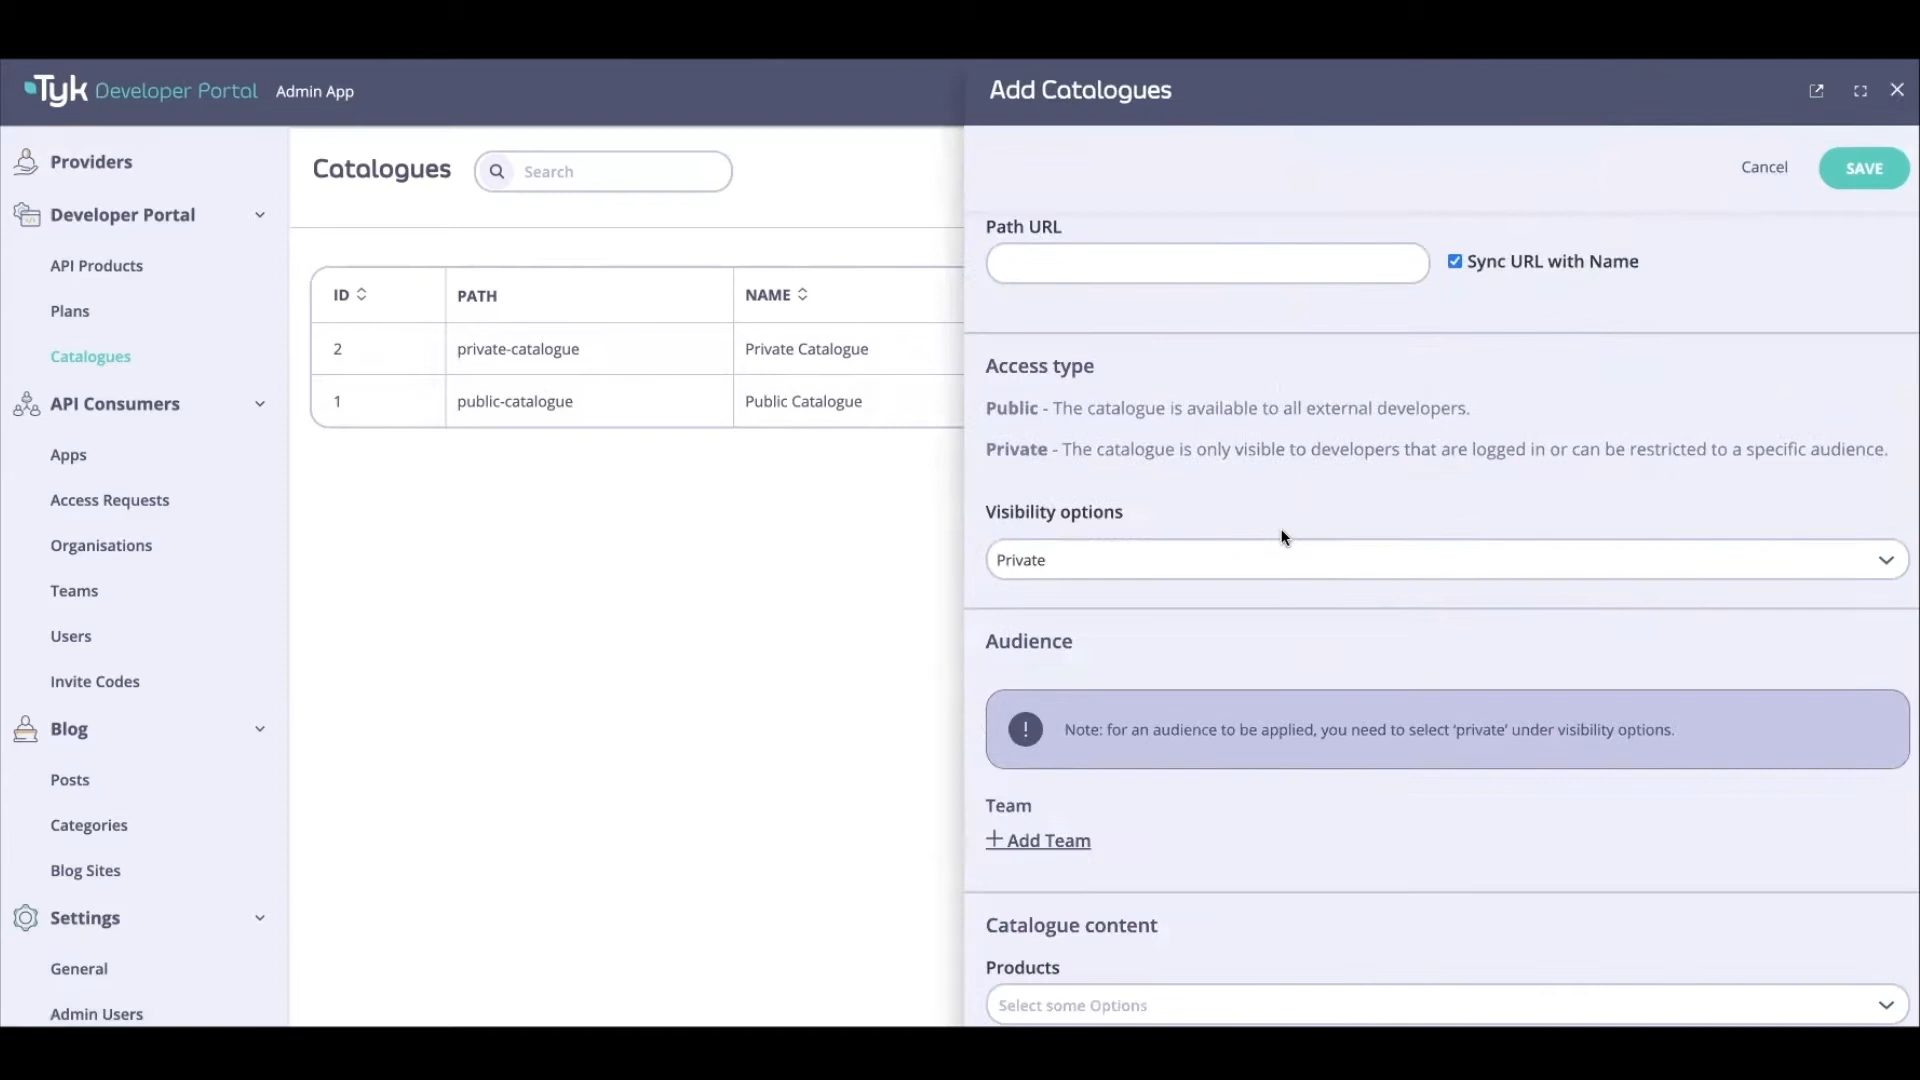 Tyk Developer Portal Admin App
Providers
Developer Portal
API Products
Plans
Catalogues
API Consumers
Apps
Access Requests
Organisations
Teams
Users
Invite Codes
Blog
Posts
Categories
Blog Sites
Settings
General
Admin Users
Catalogues
Search
ID PATH NAME
2 private-catalogue Private Catalogue
1 public-catalogue Public Catalogue
Add Catalogues
Cancel SAVE
Path URL
Sync URL with Name
Access type
Public - The catalogue is available to all external developers.
Private - The catalogue is only visible to developers that are logged in or can be restricted to a specific audience.
Visibility options
Private
Audience
! Note: for an audience to be applied, you need to select ‘private’ under visibility options.
Team
+ Add Team
Catalogue content
Products
Select some Options